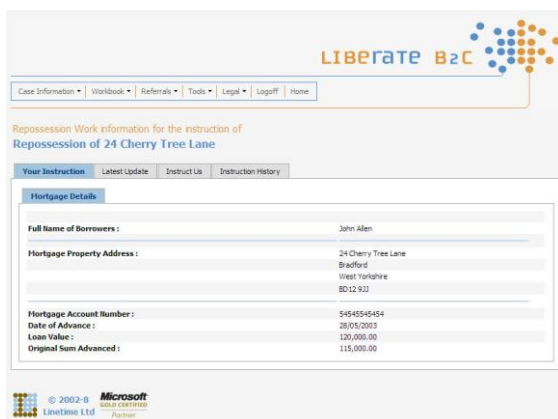 LIBERATE B2C
Case Information Workbook Referrals Tools Legal Logoff Home
Repossession Work information for the instruction of
Repossession of 24 Cherry Tree Lane
Your Instruction Latest Update Instruct Us Instruction History
Mortgage Details
Full Name of Borrowers : John Allen
Mortgage Property Address : 24 Cherry Tree Lane
Bradford
West Yorkshire
BD12 9JJ
Mortgage Account Number : 54545545454
Date of Advance : 28/05/2003
Loan Value : 120,000.00
Original Sum Advanced : 115,000.00
© 2002-8 Microsoft
GOLD CERTIFIED
Linetime Ltd Partner